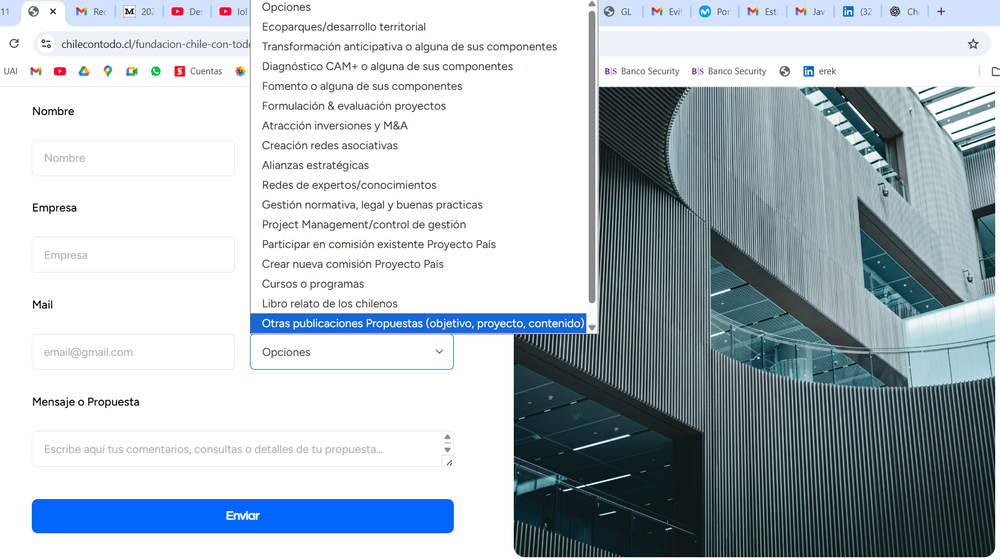 (11
Rec
202
Des
Io!
GL
Evit
Por
Est
Jav
(32
Cha
chilecontodo.cl/fundacion-chile-con-todo
UAI
Cuentas
B|S Banco Security
B|S Banco Security
erek
Nombre
Nombre
Empresa
Empresa
Mail
email@gmail.com
Opciones
Ecoparques/desarrollo territorial
Transformación anticipativa o alguna de sus componentes
Diagnóstico CAM+ o alguna de sus componentes
Fomento o alguna de sus componentes
Formulación & evaluación proyectos
Atracción inversiones y M&A
Creación redes asociativas
Alianzas estratégicas
Redes de expertos/conocimientos
Gestión normativa, legal y buenas practicas
Project Management/control de gestión
Participar en comisión existente Proyecto País
Crear nueva comisión Proyecto País
Cursos o programas
Libro relato de los chilenos
Otras publicaciones Propuestas (objetivo, proyecto, contenido)
Opciones
Mensaje o Propuesta
Escribe aquí tus comentarios, consultas o detalles de tu propuesta...
Enviar